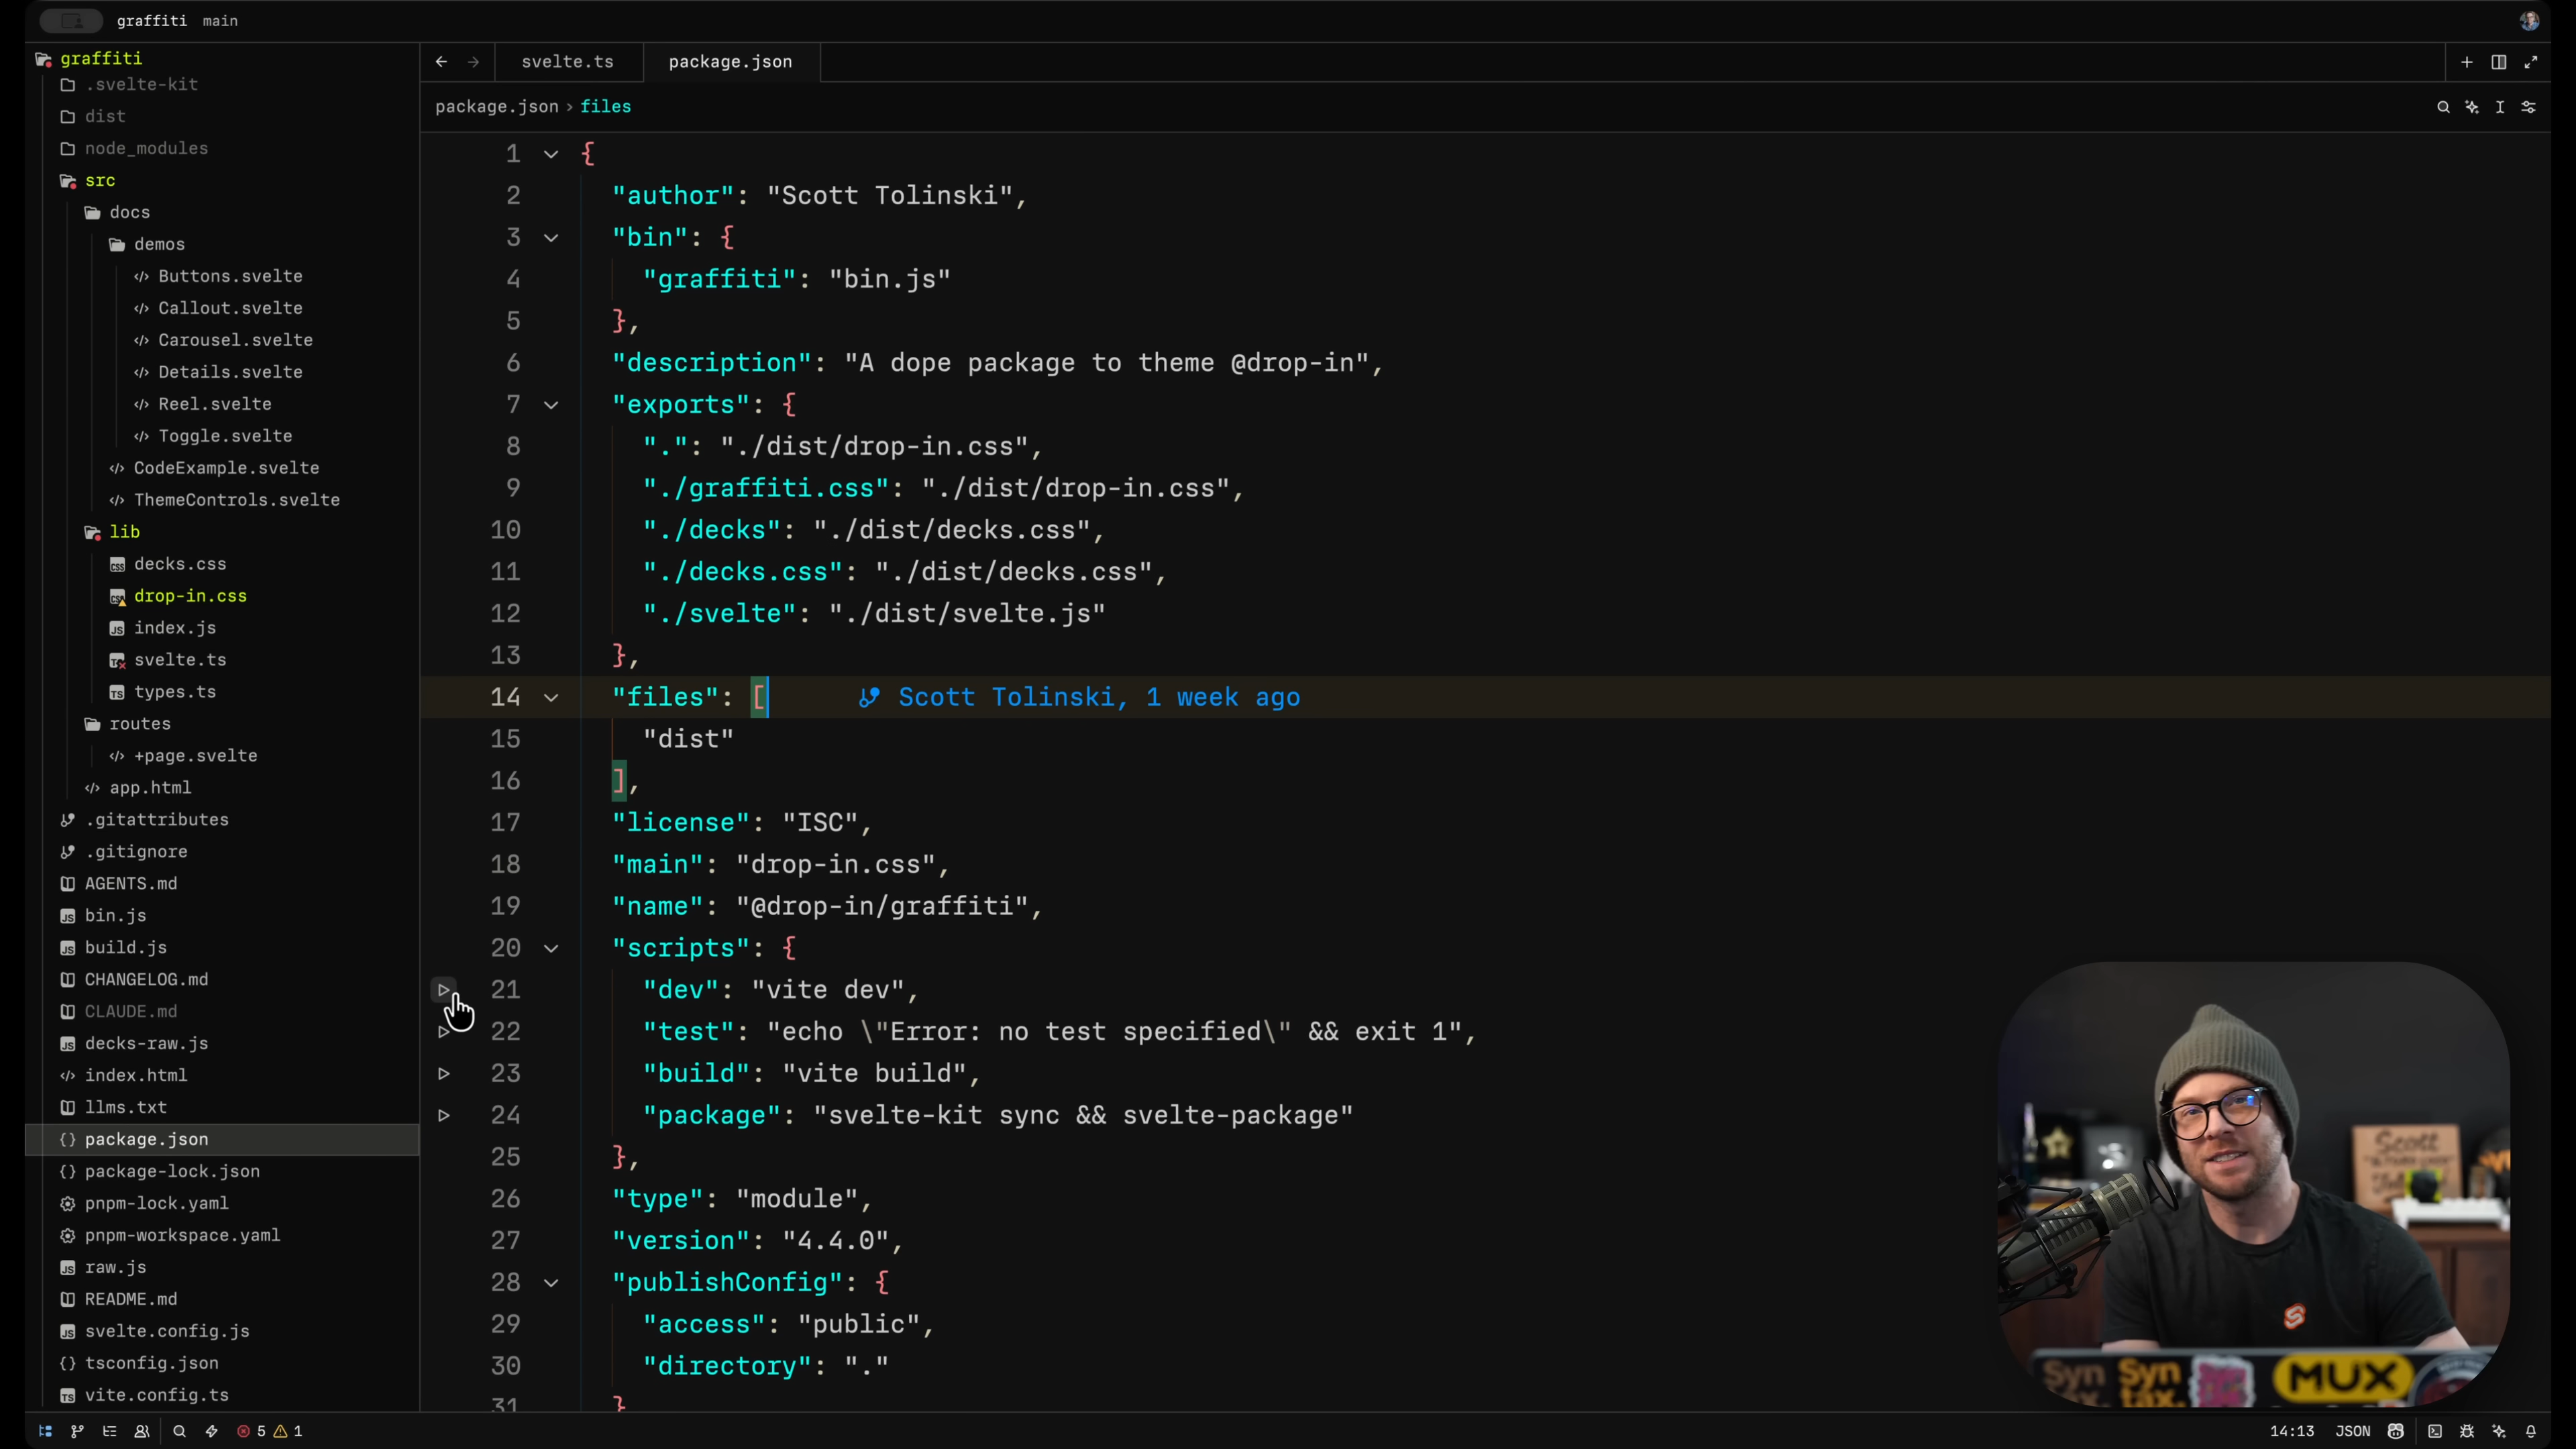 graffiti main
graffiti
.svelte-kit
dist
node_modules
src
docs
demos
Buttons.svelte
Callout.svelte
Carousel.svelte
Details.svelte
Reel.svelte
Toggle.svelte
CodeExample.svelte
ThemeControls.svelte
lib
decks.css
drop-in.css
index.js
svelte.ts
types.ts
routes
+page.svelte
app.html
.gitattributes
.gitignore
AGENTS.md
bin.js
build.js
CHANGELOG.md
CLAUDE.md
decks-raw.js
index.html
llms.txt
package.json
package-lock.json
pnpm-lock.yaml
pnpm-workspace.yaml
raw.js
README.md
svelte.config.js
tsconfig.json
vite.config.ts
svelte.ts package.json
package.json › files
1 {
2 "author": "Scott Tolinski",
3 "bin": {
4 "graffiti": "bin.js"
5 },
6 "description": "A dope package to theme @drop-in",
7 "exports": {
8 ".": "./dist/drop-in.css",
9 "./graffiti.css": "./dist/drop-in.css",
10 "./decks": "./dist/decks.css",
11 "./decks.css": "./dist/decks.css",
12 "./svelte": "./dist/svelte.js"
13 },
14 "files": [ Scott Tolinski, 1 week ago
15 "dist"
16 ],
17 "license": "ISC",
18 "main": "drop-in.css",
19 "name": "@drop-in/graffiti",
20 "scripts": {
21 "dev": "vite dev",
22 "test": "echo \"Error: no test specified\" && exit 1",
23 "build": "vite build",
24 "package": "svelte-kit sync && svelte-package"
25 },
26 "type": "module",
27 "version": "4.4.0",
28 "publishConfig": {
29 "access": "public",
30 "directory": "."
31 }
Scott
Syn Syn MUX
tax. tax.
5 1
14:13 JSON